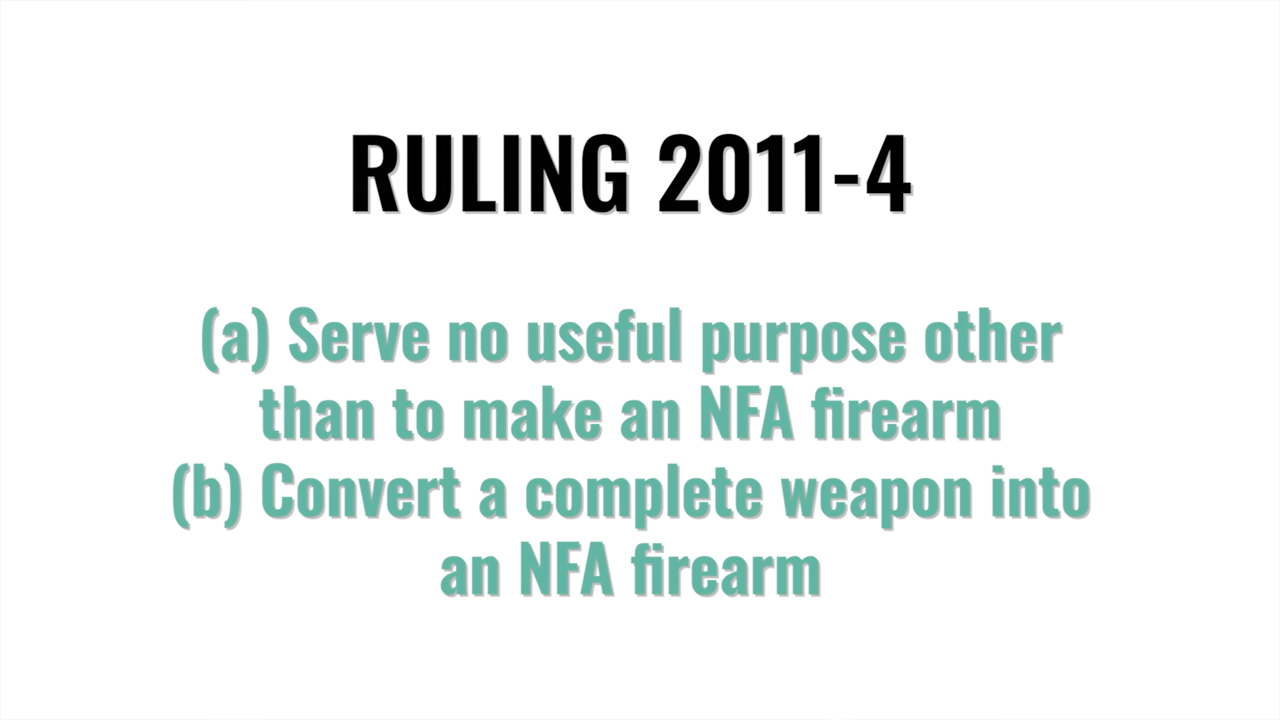 RULING 2011-4
(a) Serve no useful purpose other
than to make an NFA firearm
(b) Convert a complete weapon into
an NFA firearm